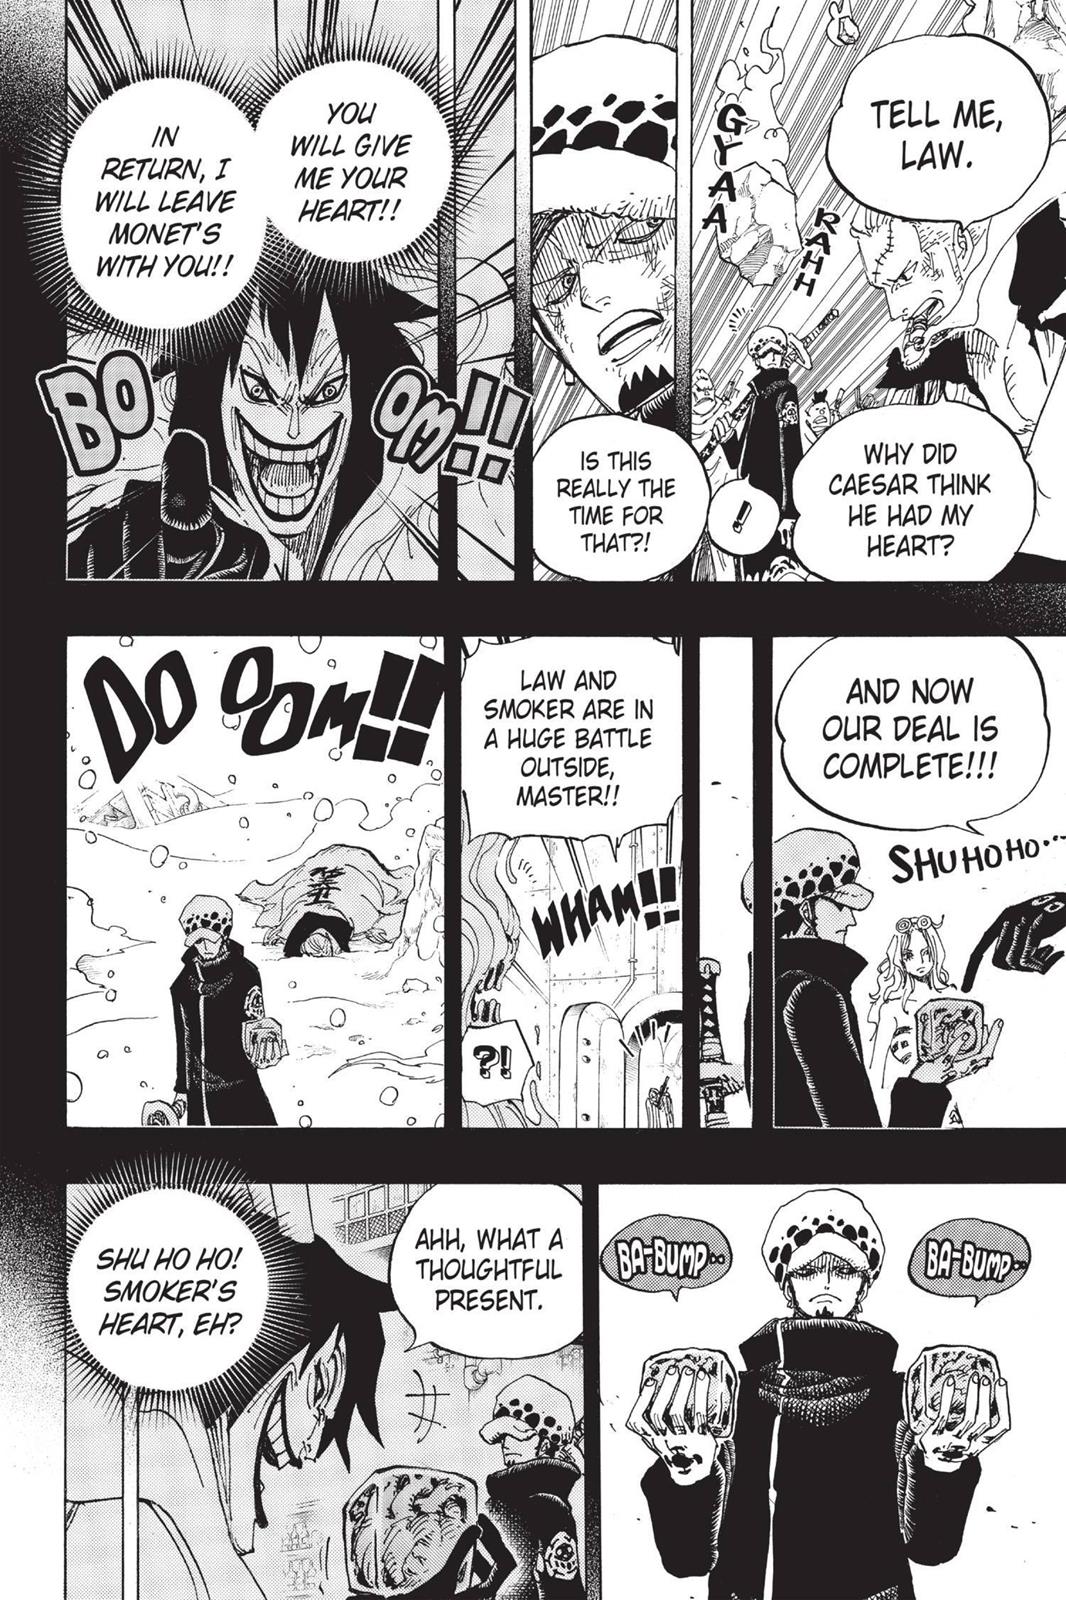 TELL ME,
LAW.
GYAA
RAHH
WHY DID
CAESAR THINK
HE HAD MY
HEART?
!
IS THIS
REALLY THE
TIME FOR
THAT?!
YOU
WILL GIVE
ME YOUR
HEART!!
IN
RETURN, I
WILL LEAVE
MONET'S
WITH YOU!!
BO
OM!!
AND NOW
OUR DEAL IS
COMPLETE!!!
SHU HO HO...
LAW AND
SMOKER ARE IN
A HUGE BATTLE
OUTSIDE,
MASTER!!
WHAM!!
?!
DO OOM!!
BA-BUMP...
BA-BUMP...
AHH, WHAT A
THOUGHTFUL
PRESENT.
SHU HO HO!
SMOKER'S
HEART, EH?